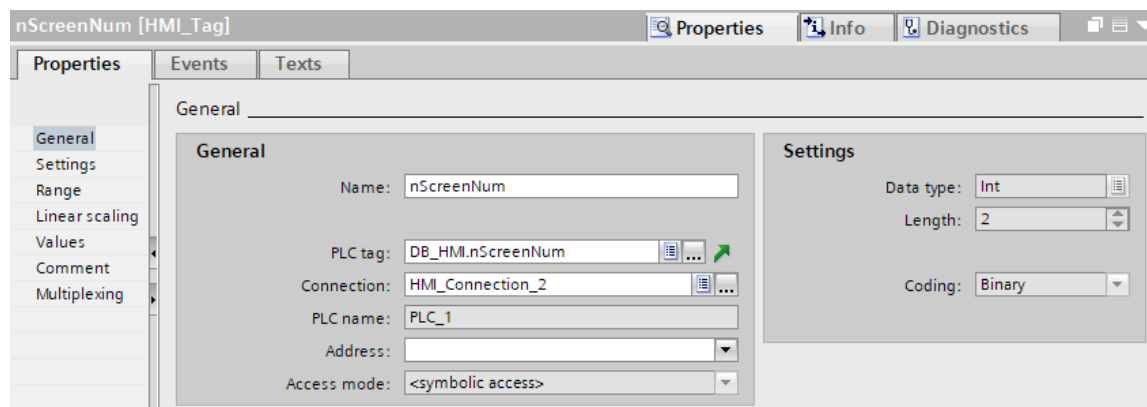 nScreenNum [HMI_Tag]
Properties Info Diagnostics
Properties Events Texts
General
General
Settings
Range
Linear scaling
Values
Comment
Multiplexing
General
Name: nScreenNum
PLC tag: DB_HMI.nScreenNum ...
Connection: HMI_Connection_2 ...
PLC name: PLC_1
Address:
Access mode: <symbolic access>
Settings
Data type: Int
Length: 2
Coding: Binary